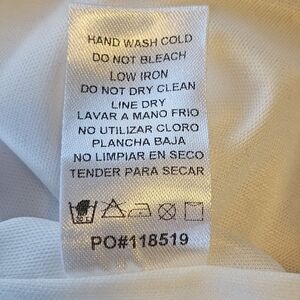 HAND WASH COLD
DO NOT BLEACH
LOW IRON
DO NOT DRY CLEAN
LINE DRY
LAVAR A MANO FRIO
NO UTILIZAR CLORO
PLANCHA BAJA
NO LIMPIAR EN SECO
TENDER PARA SECAR
PO#118519